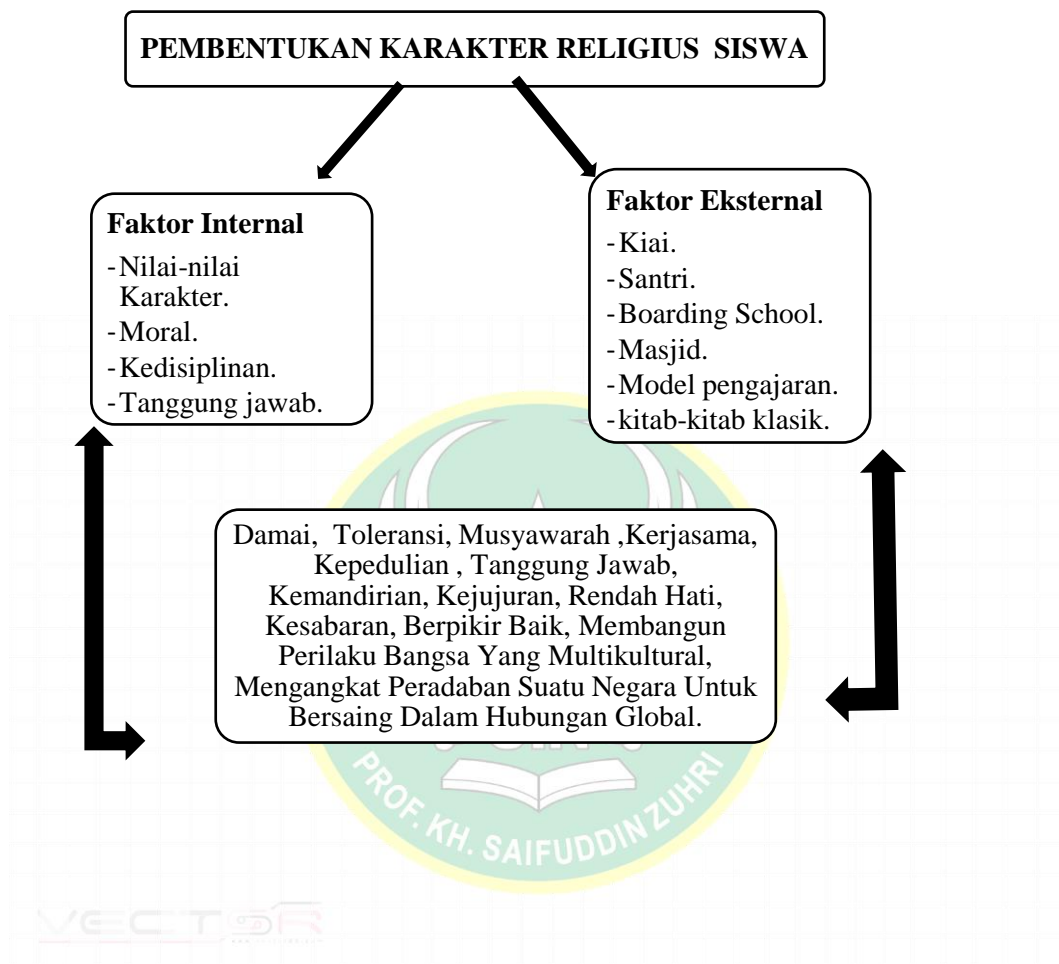 PEMBENTUKAN KARAKTER RELIGIUS SISWA
Faktor Internal
-Nilai-nilai
Karakter.
-Moral.
-Kedisiplinan.
-Tanggung jawab.
Faktor Eksternal
-Kiai.
-Santri.
-Boarding School.
-Masjid.
-Model pengajaran.
-kitab-kitab klasik.
Damai, Toleransi, Musyawarah ,Kerjasama,
Kepedulian , Tanggung Jawab,
Kemandirian, Kejujuran, Rendah Hati,
Kesabaran, Berpikir Baik, Membangun
Perilaku Bangsa Yang Multikultural,
Mengangkat Peradaban Suatu Negara Untuk
Bersaing Dalam Hubungan Global.
PROF. KH. SAIFUDDIN ZUHRI
VECTOR